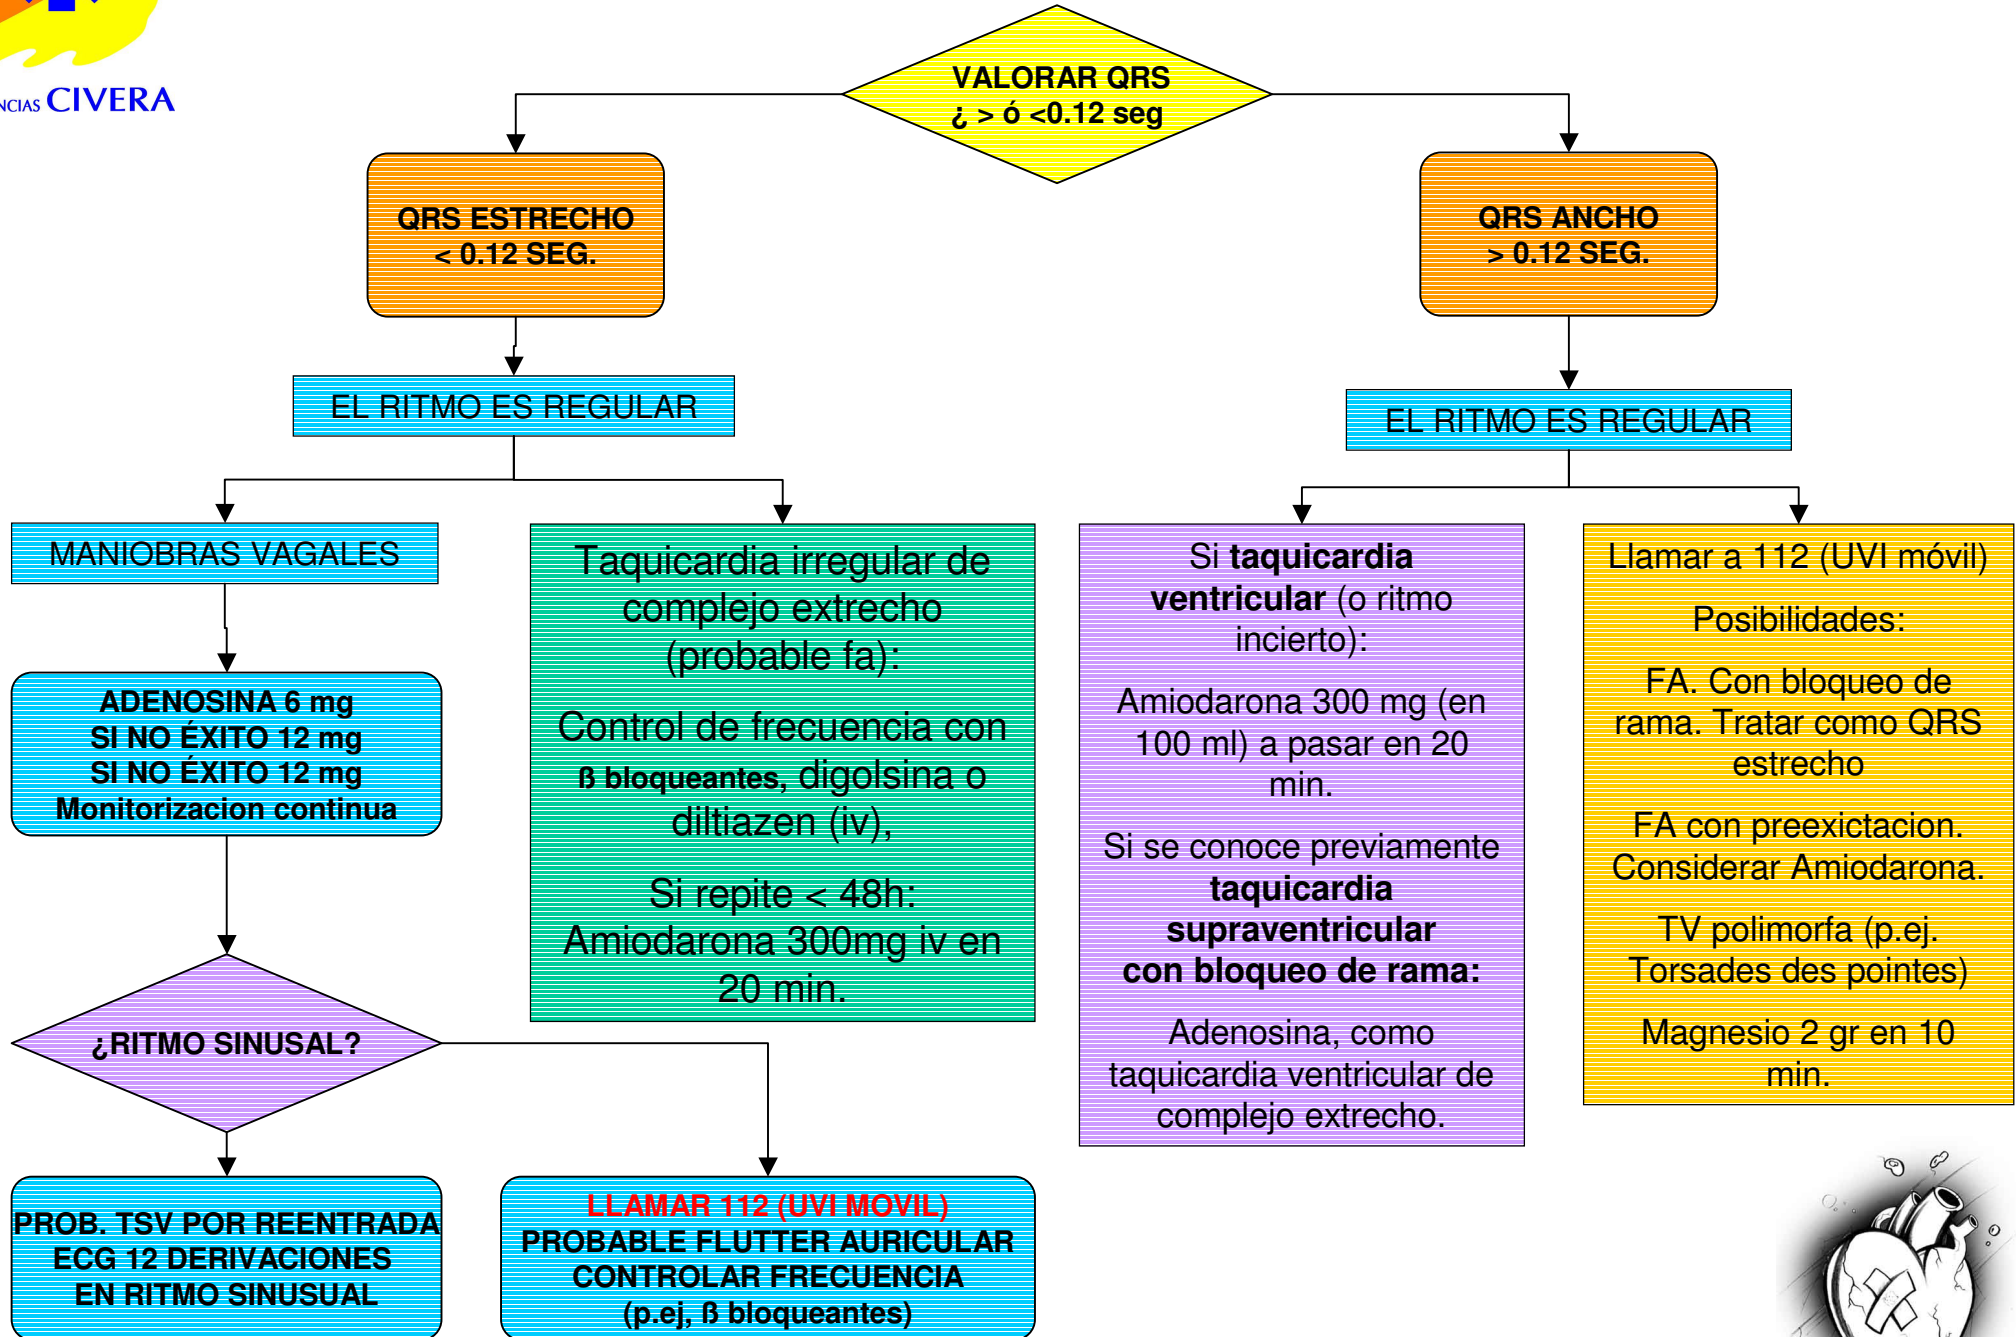 CIVERA
VALORAR QRS
¿ > ó <0.12 seg
QRS ESTRECHO
< 0.12 SEG.
QRS ANCHO
> 0.12 SEG.
EL RITMO ES REGULAR
EL RITMO ES REGULAR
MANIOBRAS VAGALES
ADENOSINA 6 mg
SI NO ÉXITO 12 mg
SI NO ÉXITO 12 mg
Monitorizacion continua
¿RITMO SINUSAL?
PROB. TSV POR REENTRADA
ECG 12 DERIVACIONES
EN RITMO SINUSUAL
Taquicardia irregular de
complejo extrecho
(probable fa):
Control de frecuencia con
ß bloqueantes, digolsina o
diltiazen (iv),
Si repite < 48h:
Amiodarona 300mg iv en
20 min.
LLAMAR 112 (UVI MOVIL)
PROBABLE FLUTTER AURICULAR
CONTROLAR FRECUENCIA
(p.ej, ß bloqueantes)
Si taquicardia
ventricular (o ritmo
incierto):
Amiodarona 300 mg (en
100 ml) a pasar en 20
min.
Si se conoce previamente
taquicardia
supraventricular
con bloqueo de rama:
Adenosina, como
taquicardia ventricular de
complejo extrecho.
Llamar a 112 (UVI móvil)
Posibilidades:
FA. Con bloqueo de
rama. Tratar como QRS
estrecho
FA con preexictacion.
Considerar Amiodarona.
TV polimorfa (p.ej.
Torsades des pointes)
Magnesio 2 gr en 10
min.